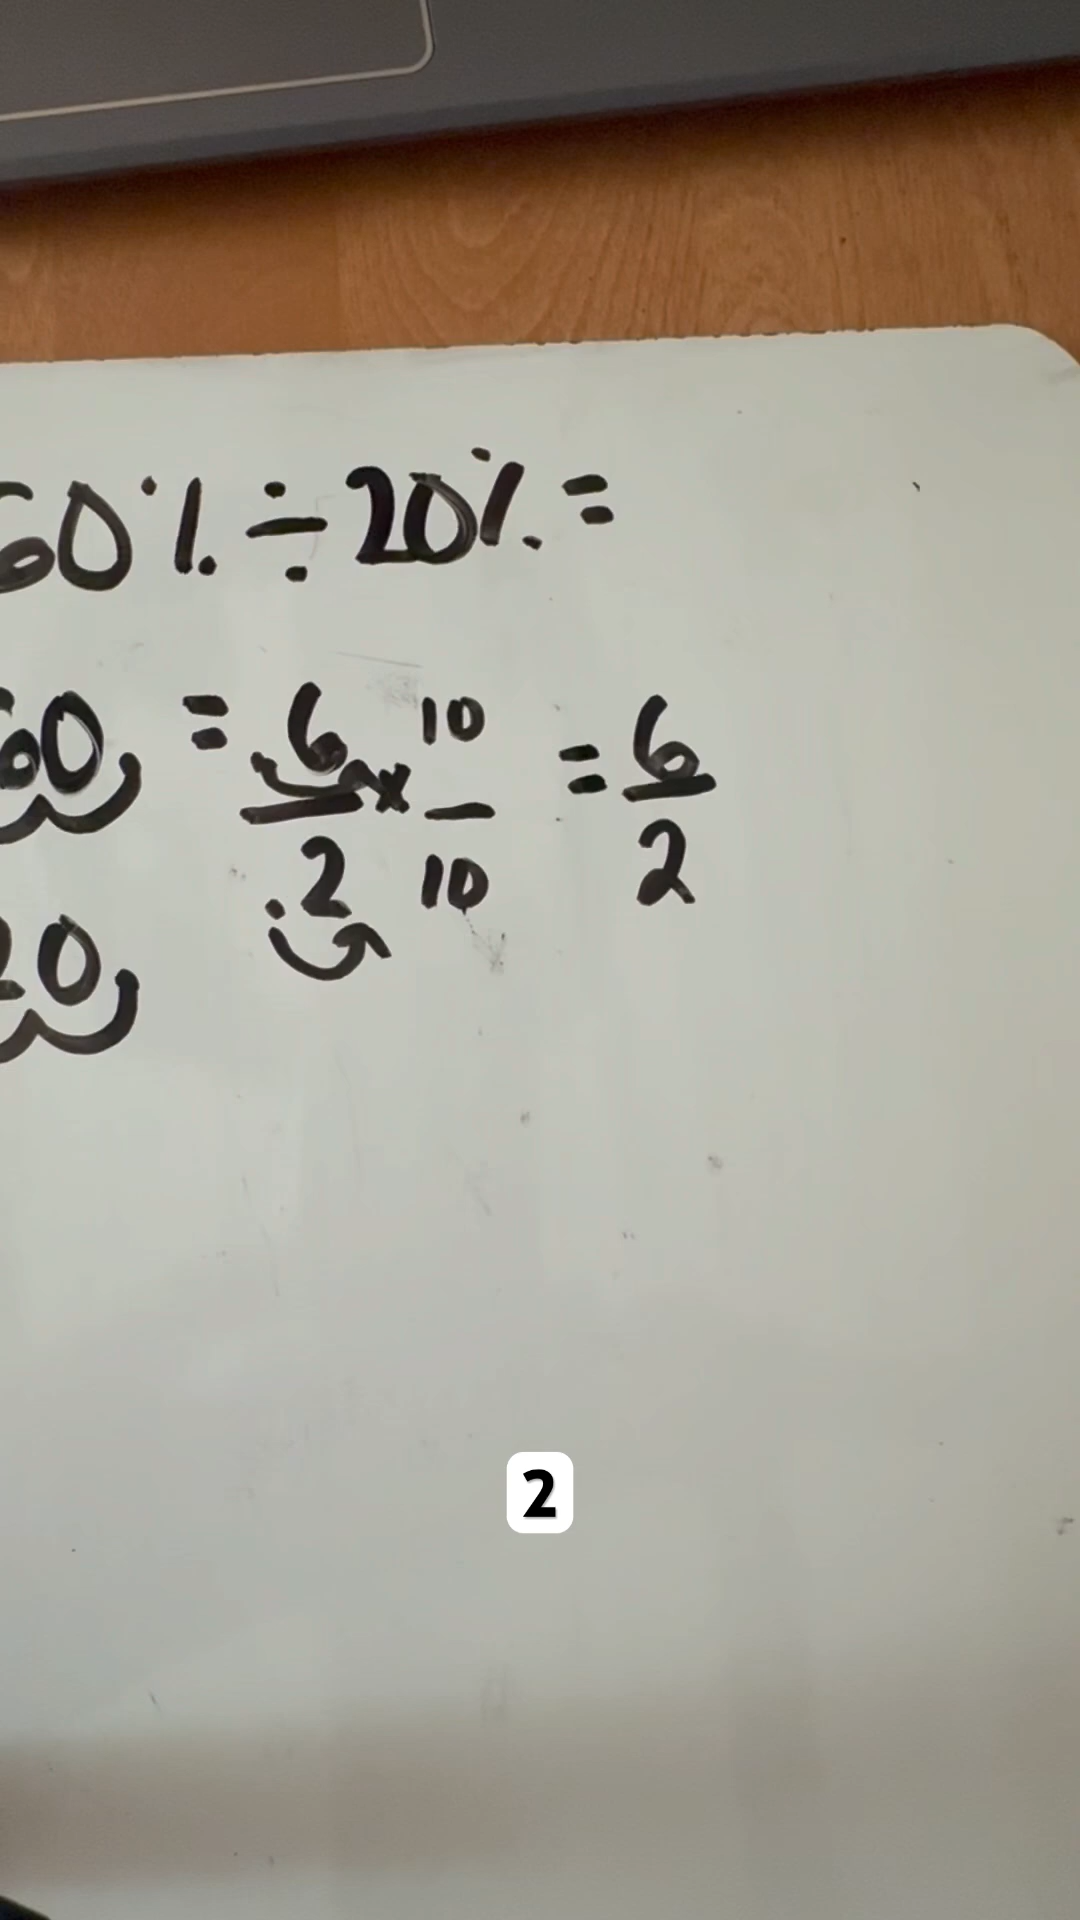 60% ÷ 20% =
60 = .6/.2 × 10/10 = 6/2
20
2